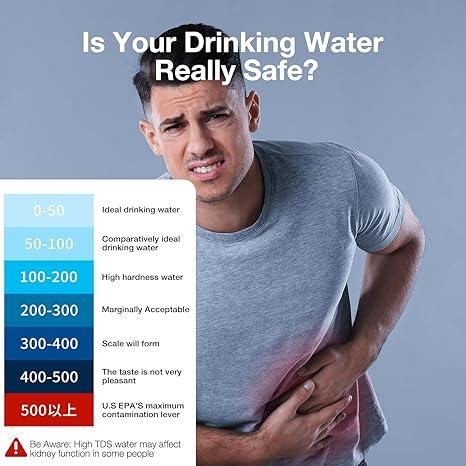 Is Your Drinking Water
Really Safe?
0-50 Ideal drinking water
50-100 Comparatively ideal
drinking water
100-200 High hardness water
200-300 Marginally Acceptable
300-400 Scale will form
400-500 The taste is not very
pleasant
500以上 U.S EPA'S maximum
contamination lever
Be Aware: High TDS water may affect
kidney function in some people